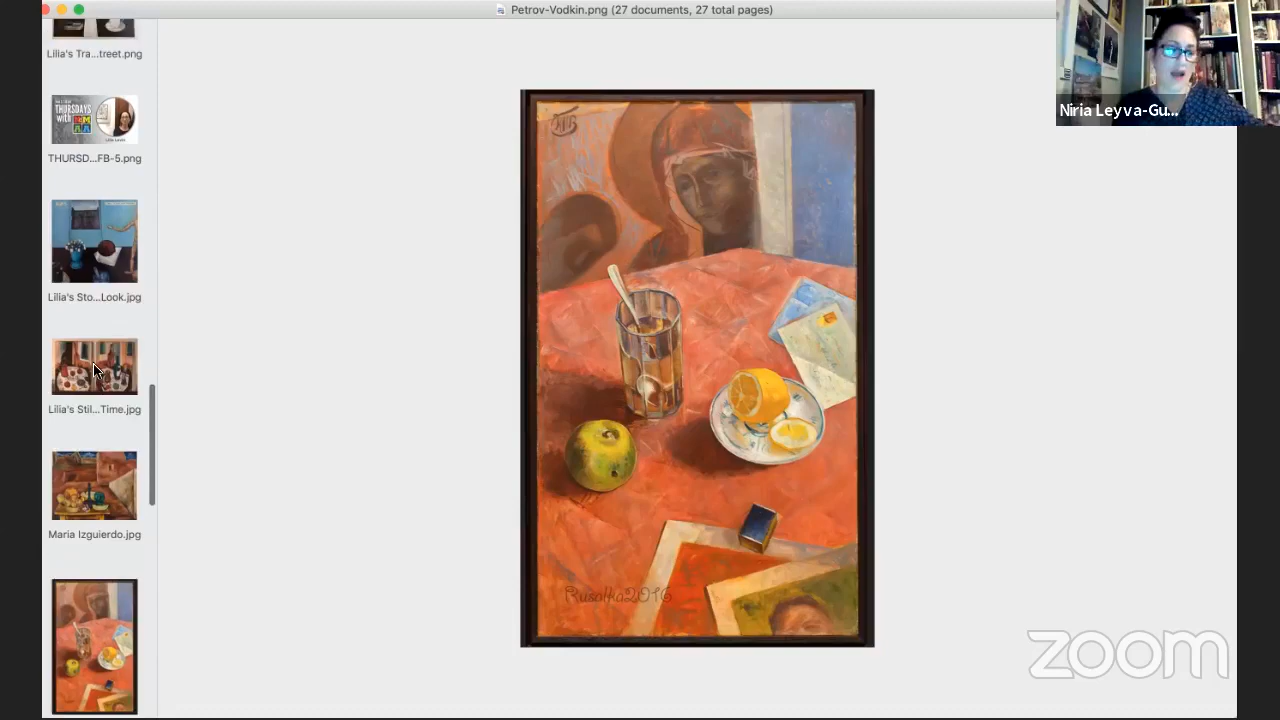 Petrov-Vodkin.png (27 documents, 27 total pages)
Lilia's Tra...treet.png
THURSDAYS
WITH
THURSD...FB-5.png
Lilia's Sto...Look.jpg
Lilia's Stil...Time.jpg
Maria Izguierdo.jpg
Niria Leyva-Gu...
Rusalka2016
zoom